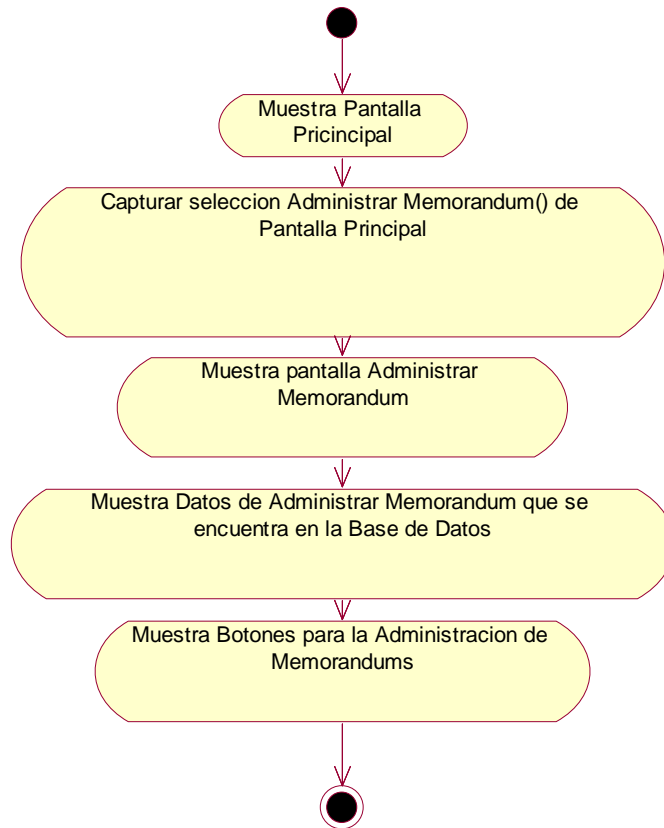 Muestra Pantalla
Pricincipal
Capturar seleccion Administrar Memorandum() de
Pantalla Principal
Muestra pantalla Administrar
Memorandum
Muestra Datos de Administrar Memorandum que se
encuentra en la Base de Datos
Muestra Botones para la Administracion de
Memorandums